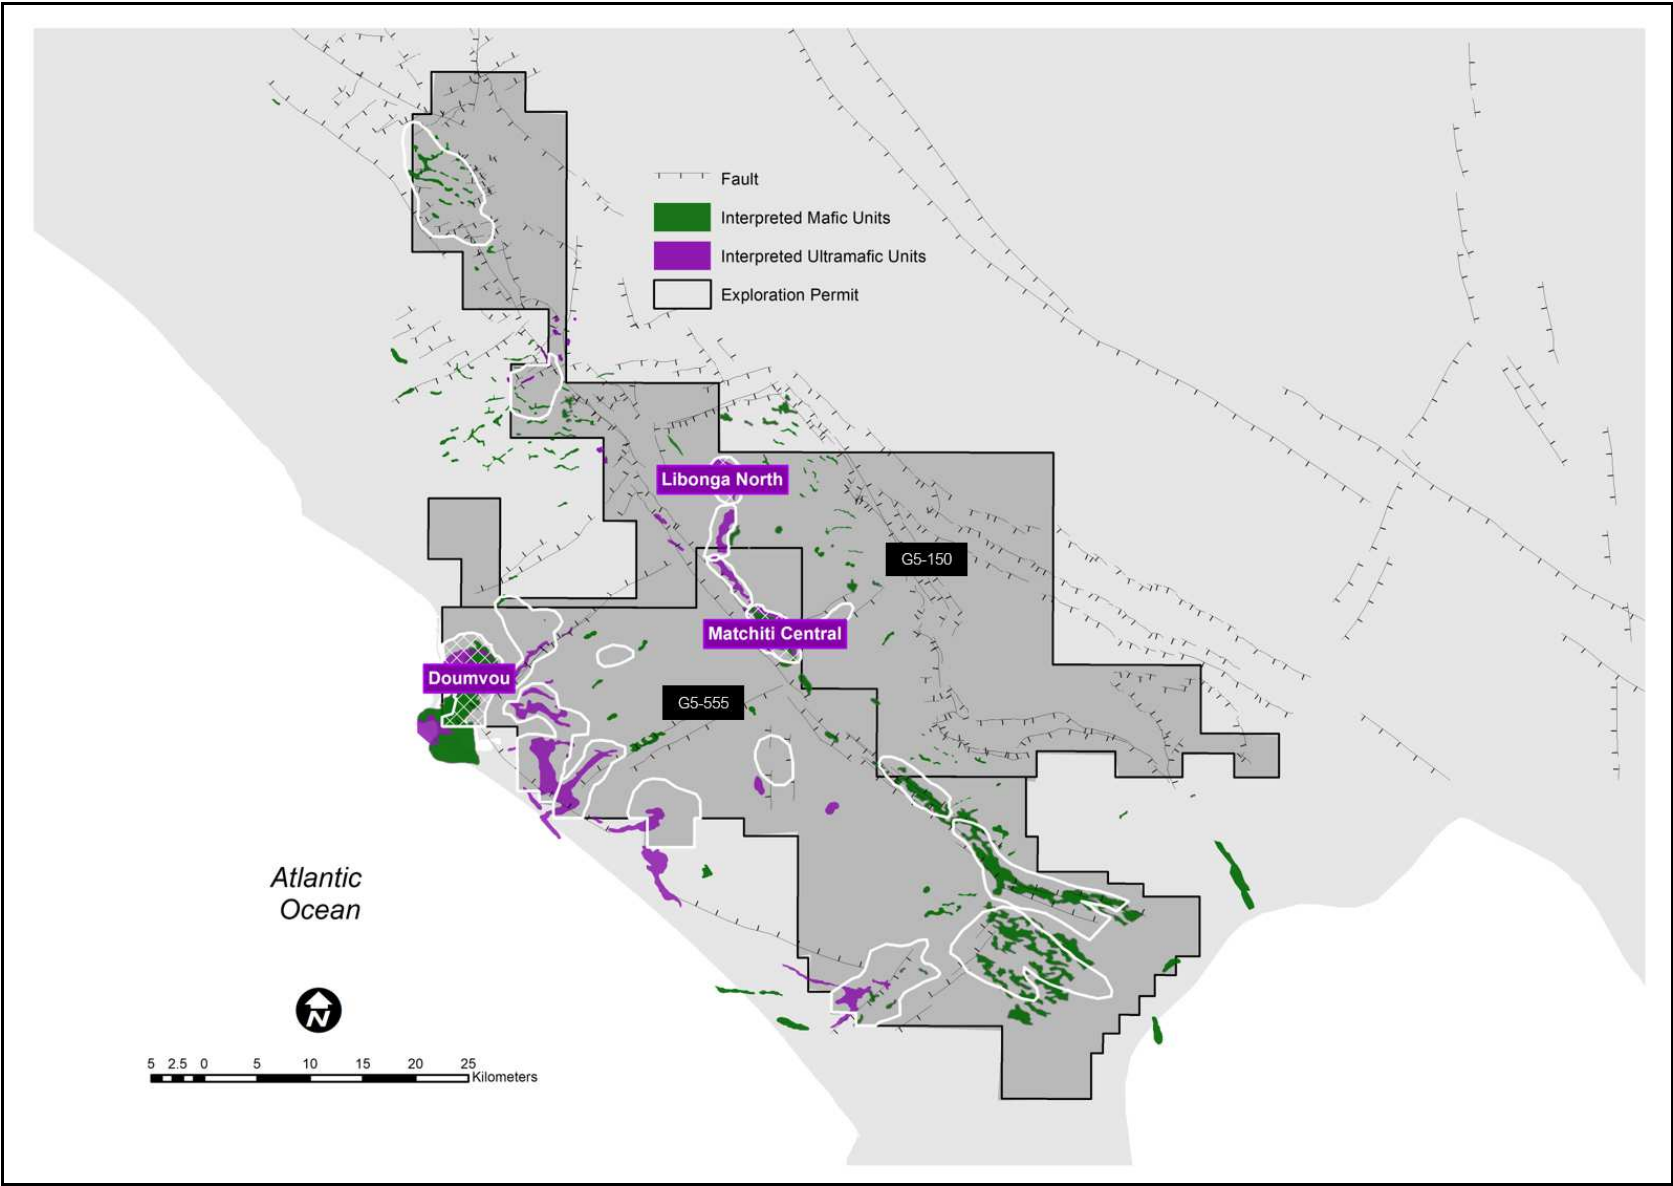 Fault
Interpreted Mafic Units
Interpreted Ultramafic Units
Exploration Permit
Libonga North
G5-150
Matchiti Central
Doumvou
G5-555
Atlantic
Ocean
N
5 2.5 0 5 10 15 20 25
Kilometers